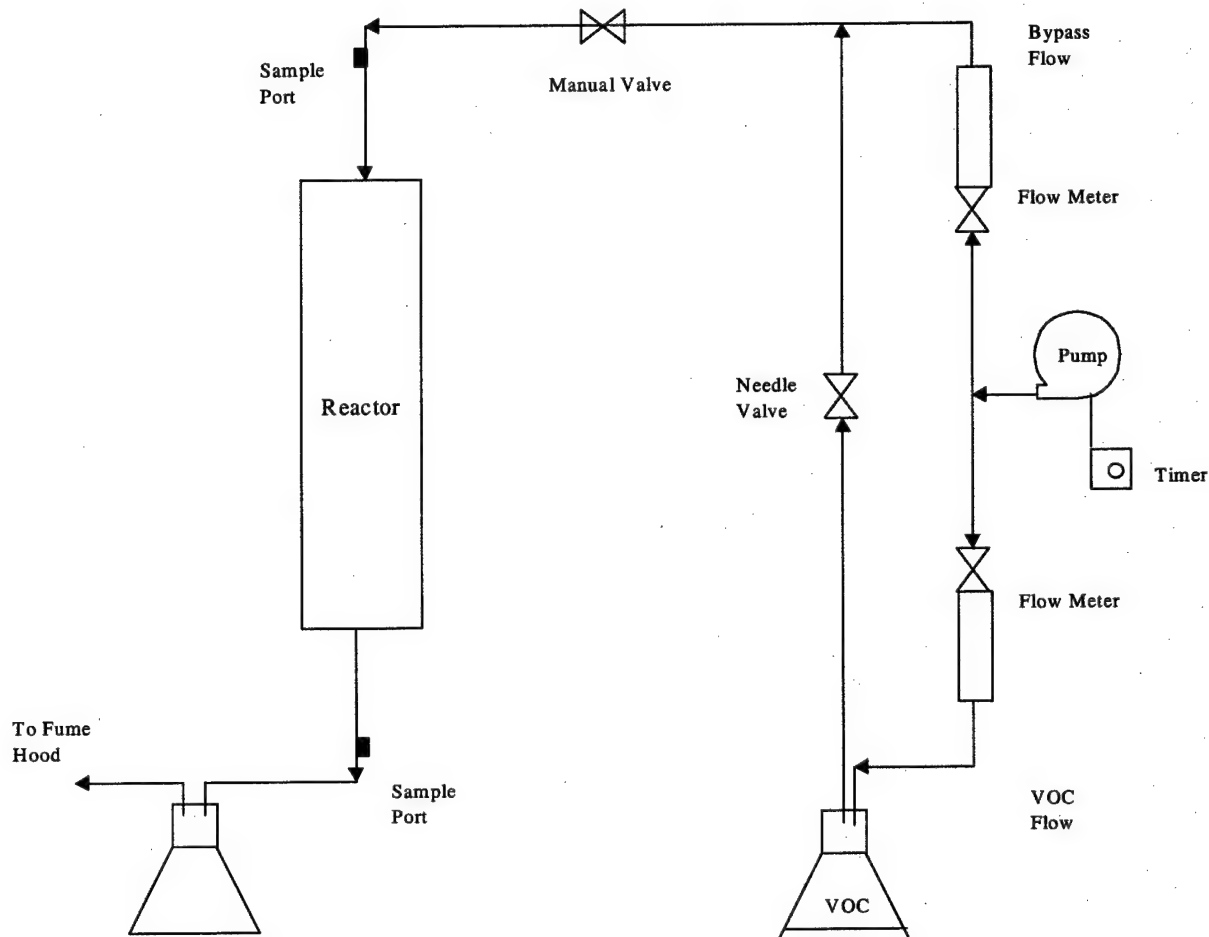 Bypass
Flow
Sample
Port
Manual Valve
Flow Meter
Pump
Needle
Valve
Reactor
Timer
Flow Meter
To Fume
Hood
Sample
Port
VOC
Flow
VOC